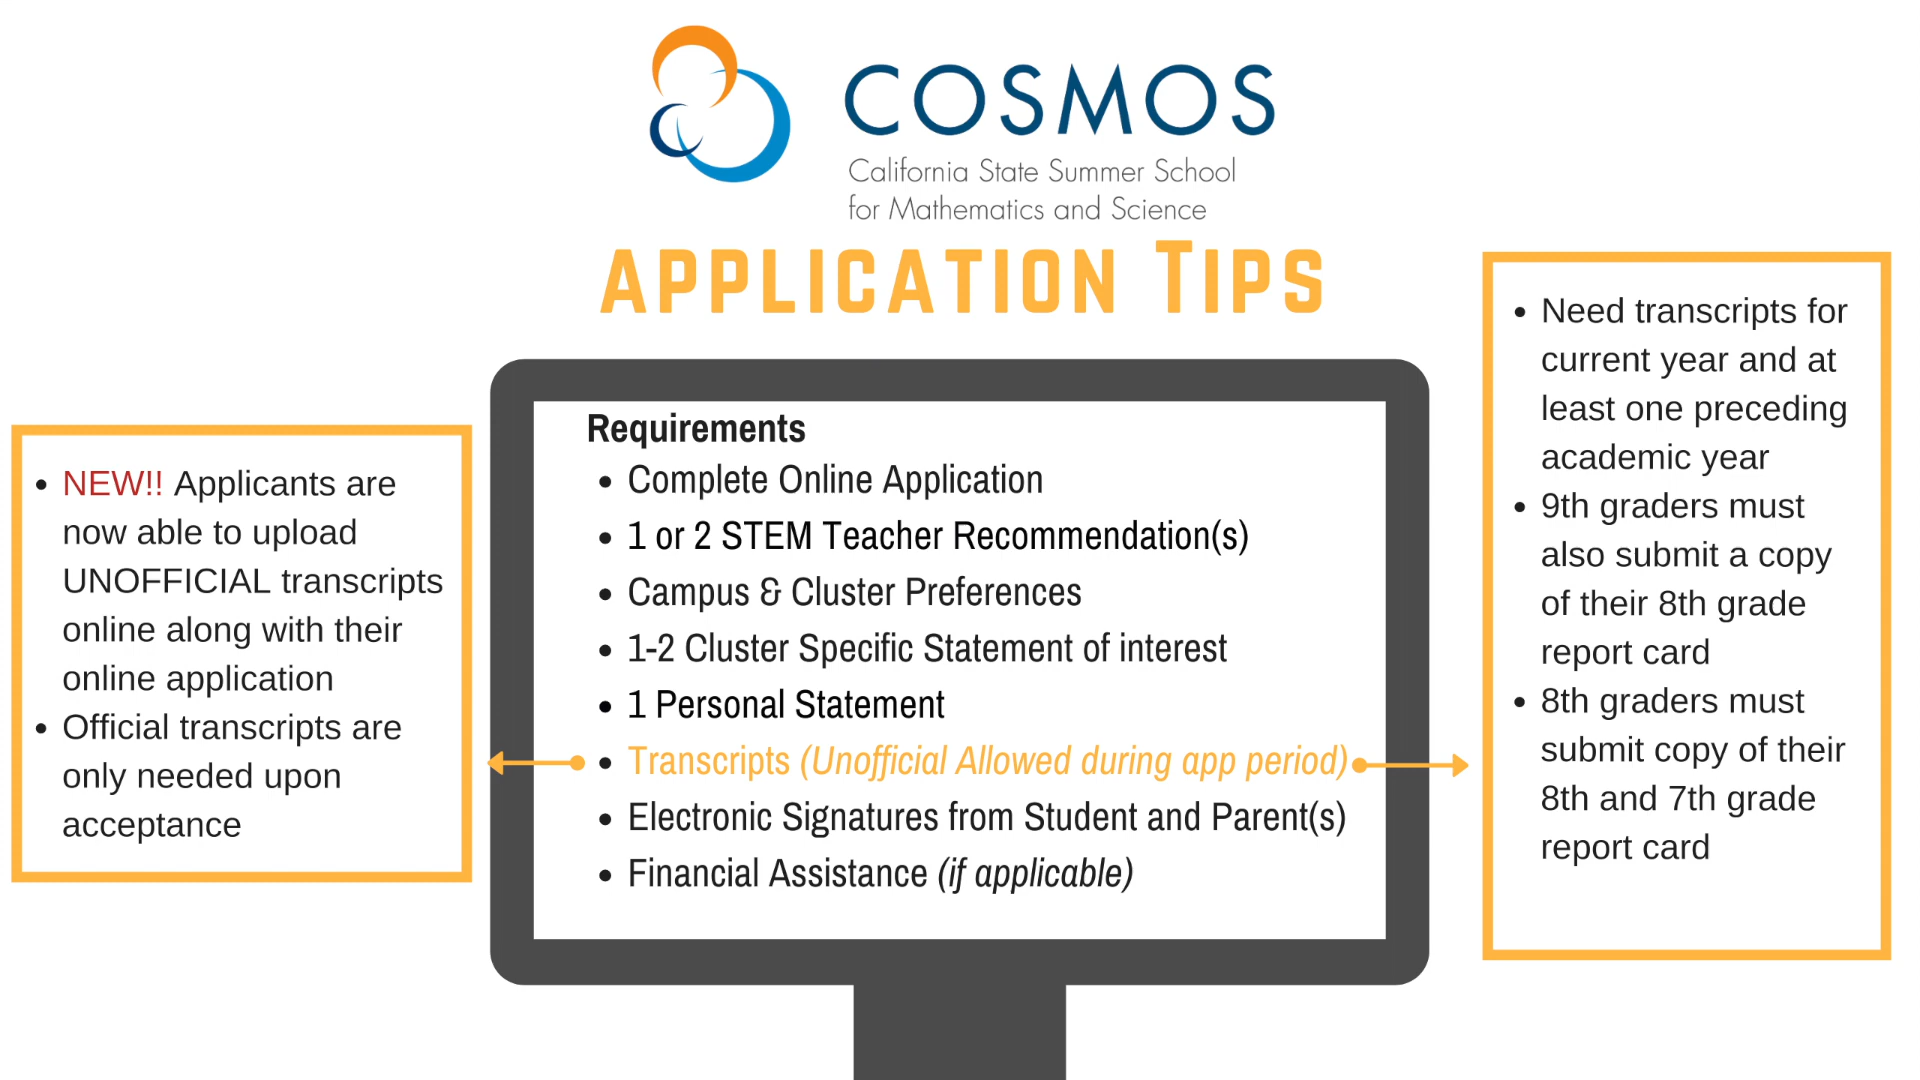 COSMOS
California State Summer School
for Mathematics and Science
APPLICATION TIPS
NEW!! Applicants are
now able to upload
UNOFFICIAL transcripts
online along with their
online application
Official transcripts are
only needed upon
acceptance
Requirements
Complete Online Application
1 or 2 STEM Teacher Recommendation(s)
Campus & Cluster Preferences
1-2 Cluster Specific Statement of interest
1 Personal Statement
Transcripts (Unofficial Allowed during app period)
Electronic Signatures from Student and Parent(s)
Financial Assistance (if applicable)
Need transcripts for
current year and at
least one preceding
academic year
9th graders must
also submit a copy
of their 8th grade
report card
8th graders must
submit copy of their
8th and 7th grade
report card